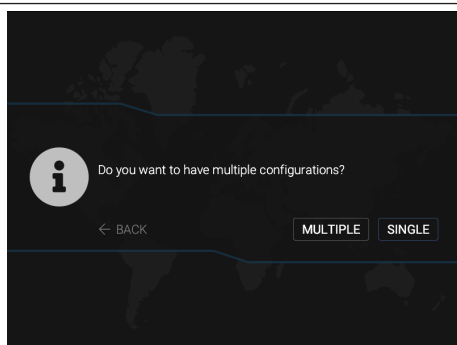 Do you want to have multiple configurations?
← BACK
MULTIPLE
SINGLE